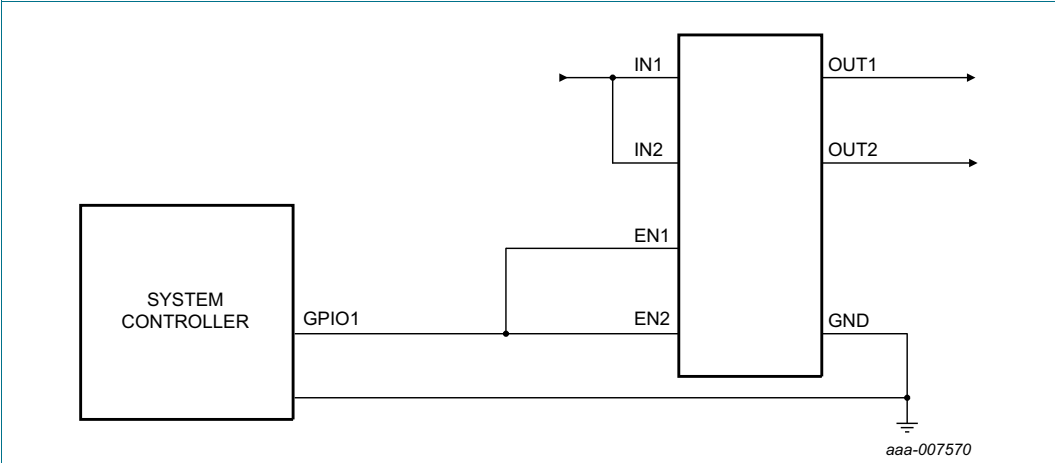 IN1
OUT1
IN2
OUT2
EN1
SYSTEM
CONTROLLER
GPIO1
EN2
GND
aaa-007570